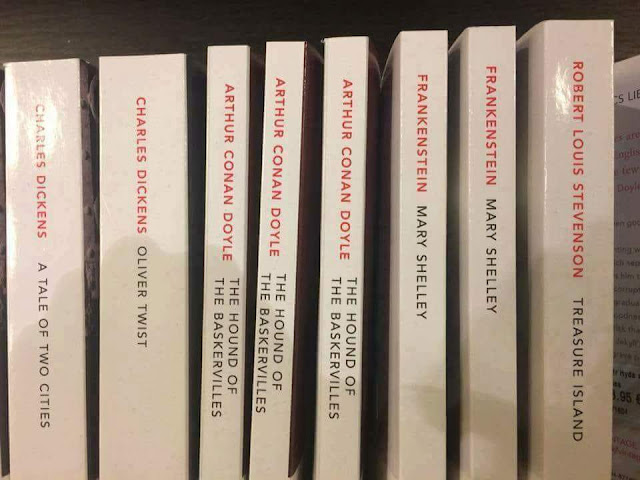 CHARLES DICKENS A TALE OF TWO CITIES
CHARLES DICKENS OLIVER TWIST
ARTHUR CONAN DOYLE THE HOUND OF
THE BASKERVILLES
ARTHUR CONAN DOYLE THE HOUND OF
THE BASKERVILLES
ARTHUR CONAN DOYLE THE HOUND OF
THE BASKERVILLES
FRANKENSTEIN MARY SHELLEY
FRANKENSTEIN MARY SHELLEY
ROBERT LOUIS STEVENSON TREASURE ISLAND